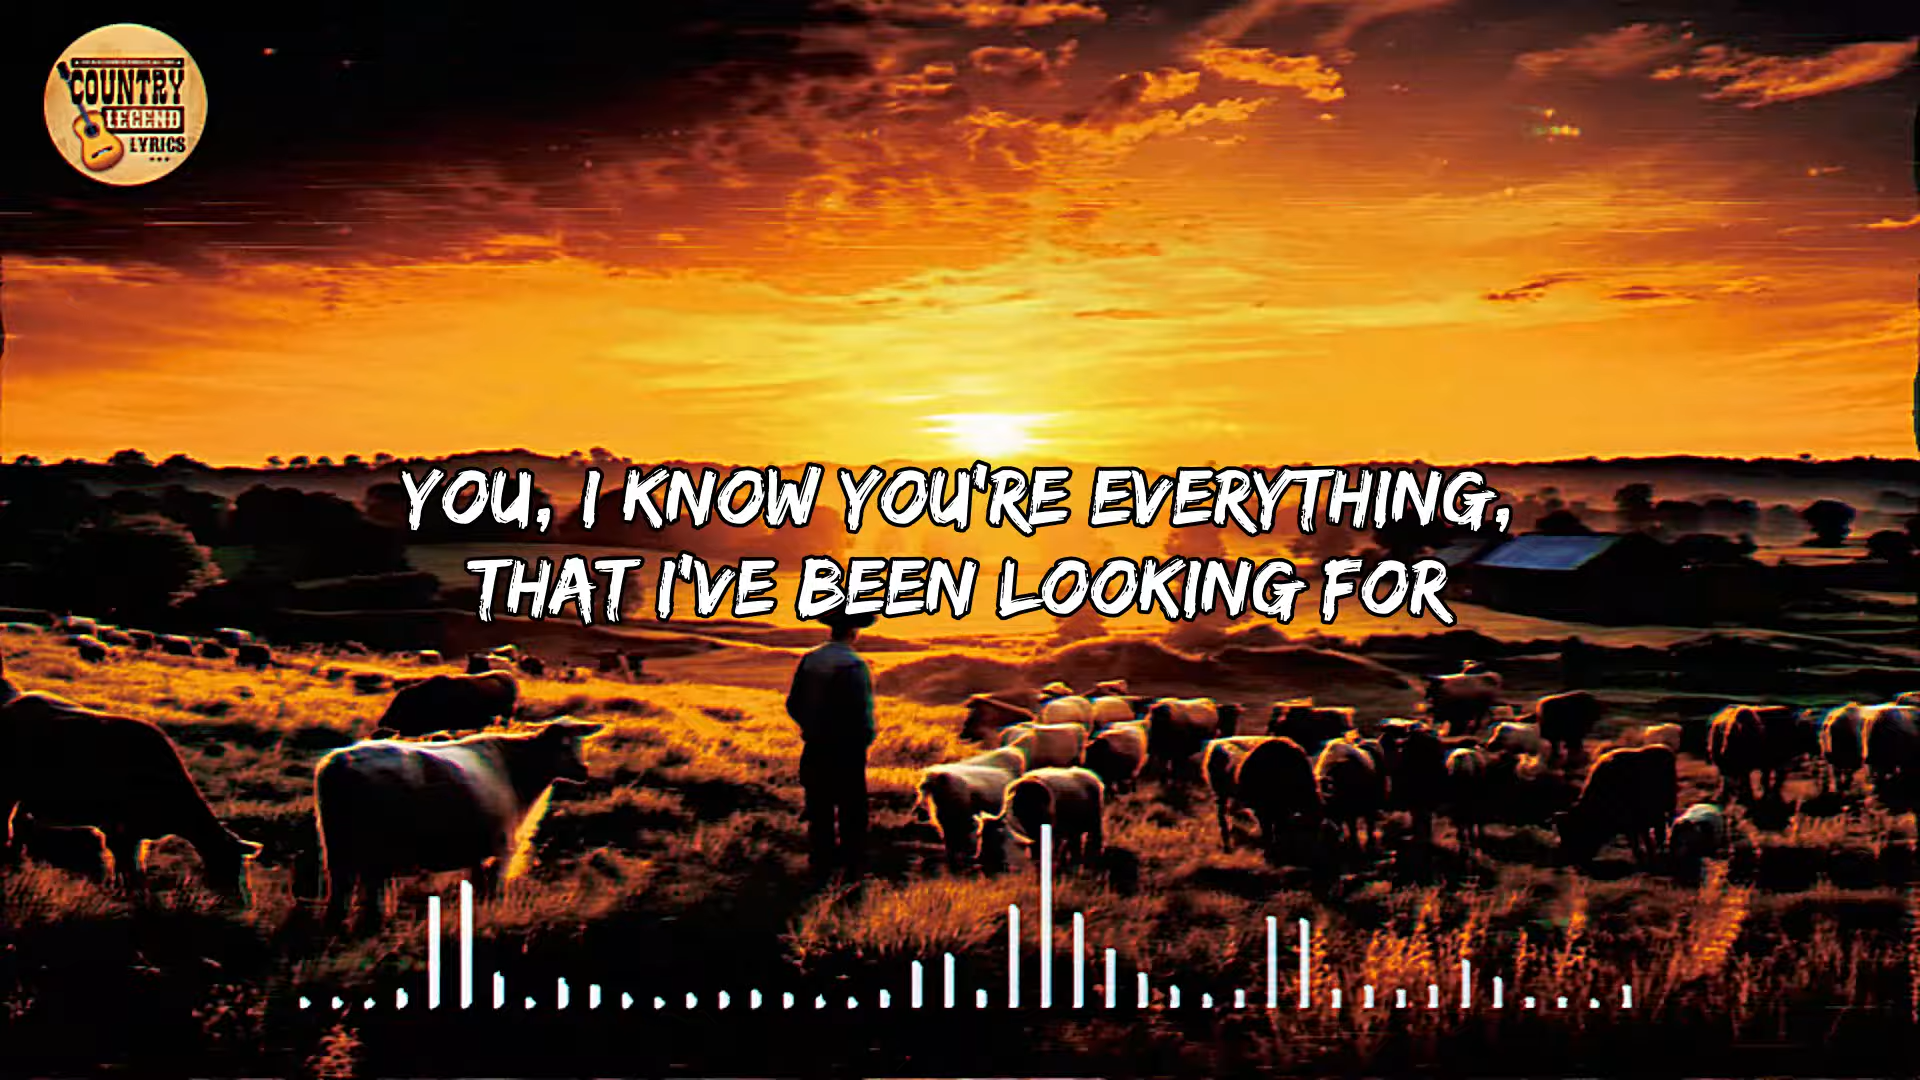 COUNTRY
LEGEND
LYRICS
YOU, I KNOW YOU'RE EVERYTHING,
THAT I'VE BEEN LOOKING FOR